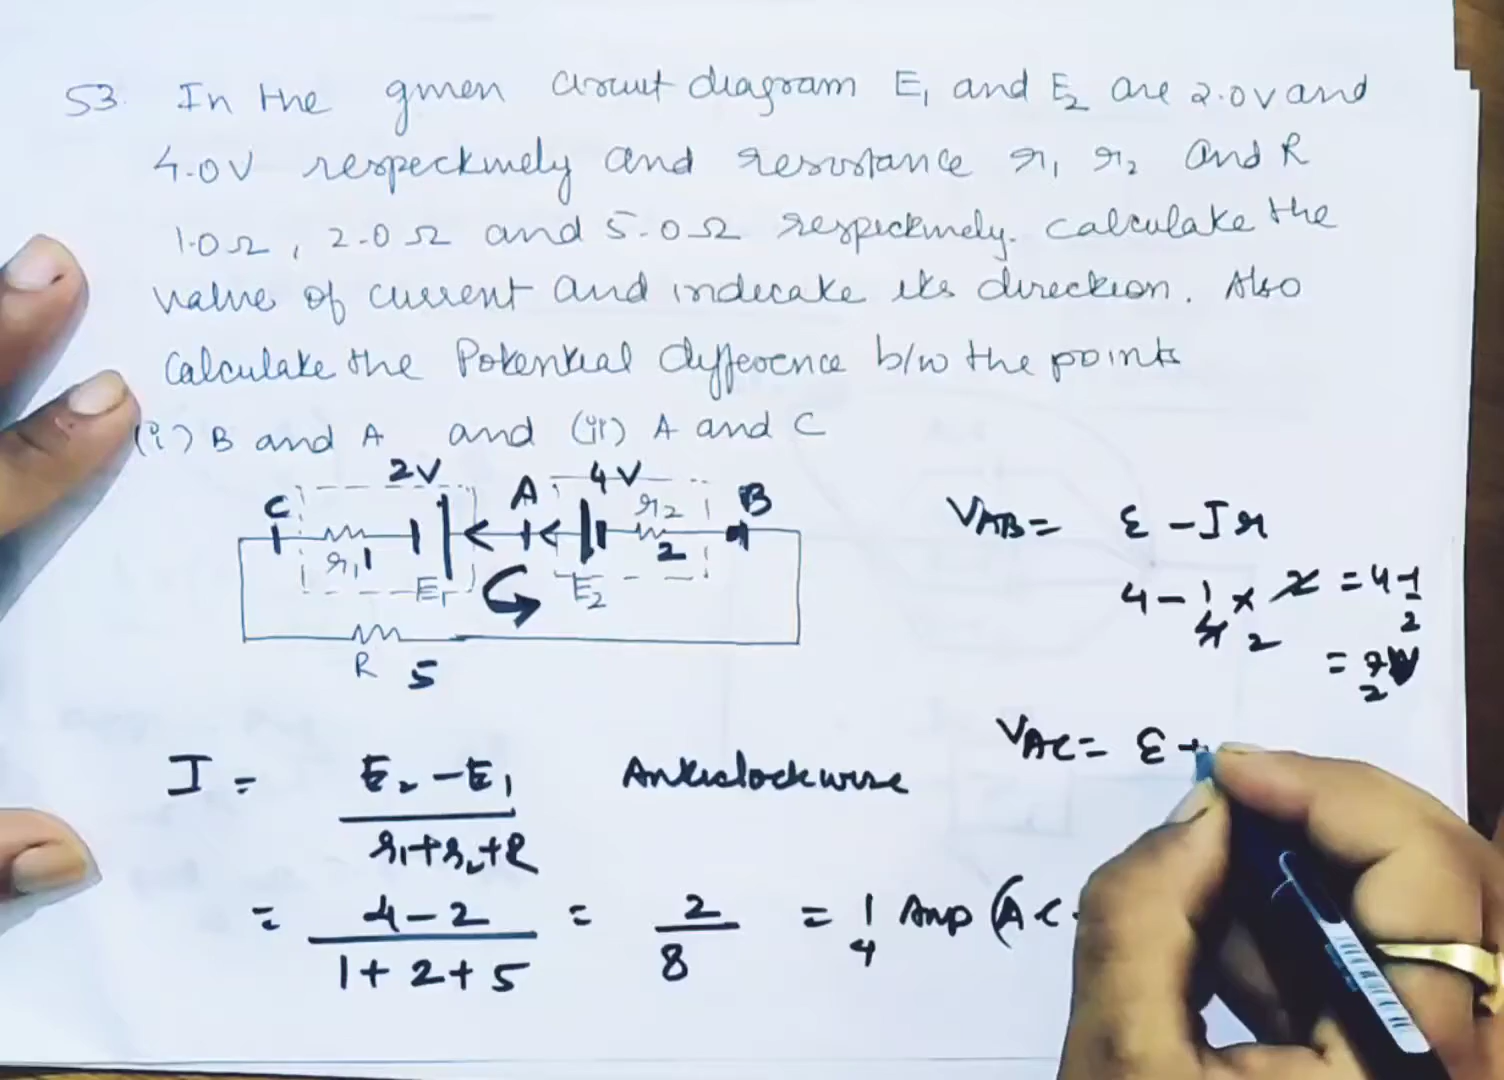 53. In the given circuit diagram E₁ and E₂ are 2.0V and
4.0V respectively and resistance r₁ r₂ and R
1.0Ω, 2.0Ω and 5.0Ω respectively. Calculate the
value of current and indicate its direction. Also
Calculate the Potential difference b/w the points
(i) B and A and (ii) A and C
2V A 4V B
C r₂
r₁ 1 2
E₁ E₂
R 5
V_AB = ε - Ir
4 - 1/4 × 2 = 4 - 1/2
2
= 7/2 V
V_AC = ε +
I = E₂ - E₁ / r₁ + r₂ + R Anticlockwise
= 4 - 2 / 1 + 2 + 5 = 2 / 8 = 1/4 Amp (A C.